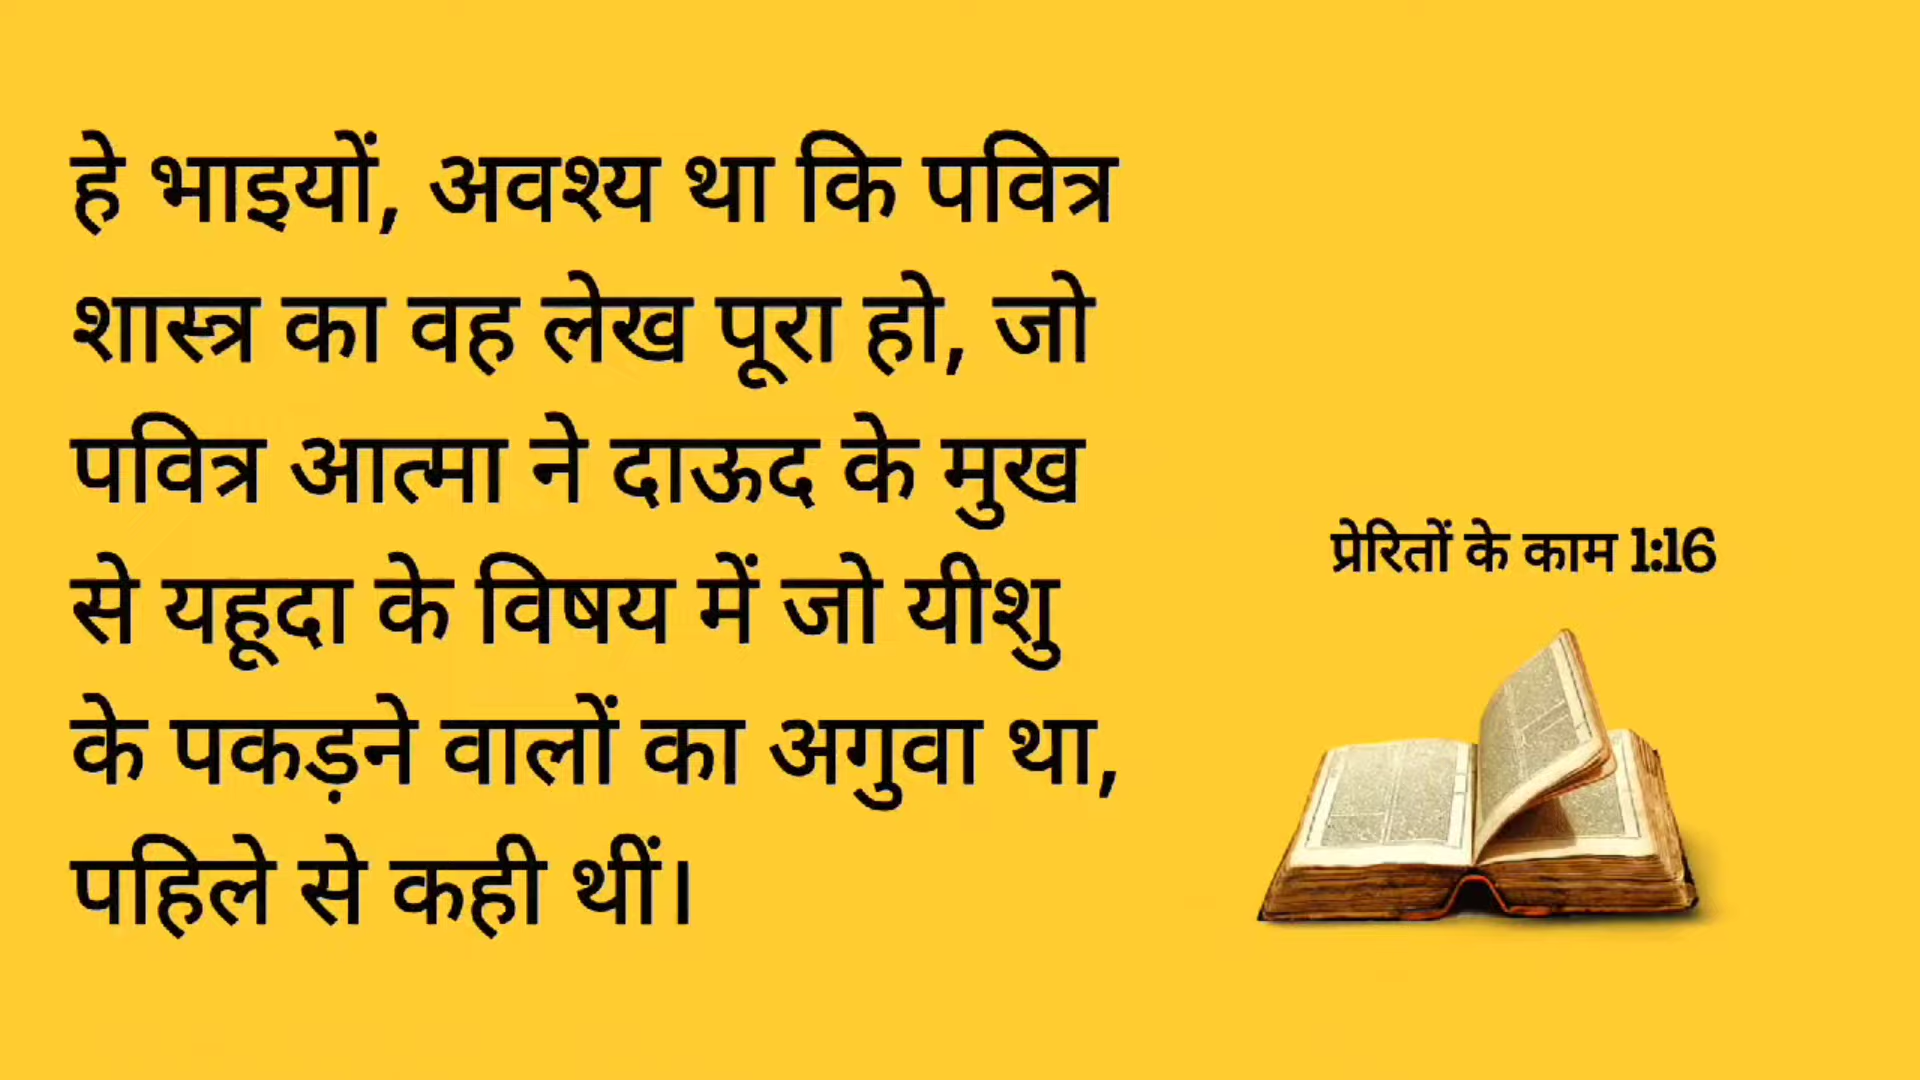 हे भाइयों, अवश्य था कि पवित्र
शास्त्र का वह लेख पूरा हो, जो
पवित्र आत्मा ने दाऊद के मुख
से यहूदा के विषय में जो यीशु
के पकड़ने वालों का अगुवा था,
पहिले से कही थीं।
प्रेरितों के काम 1:16